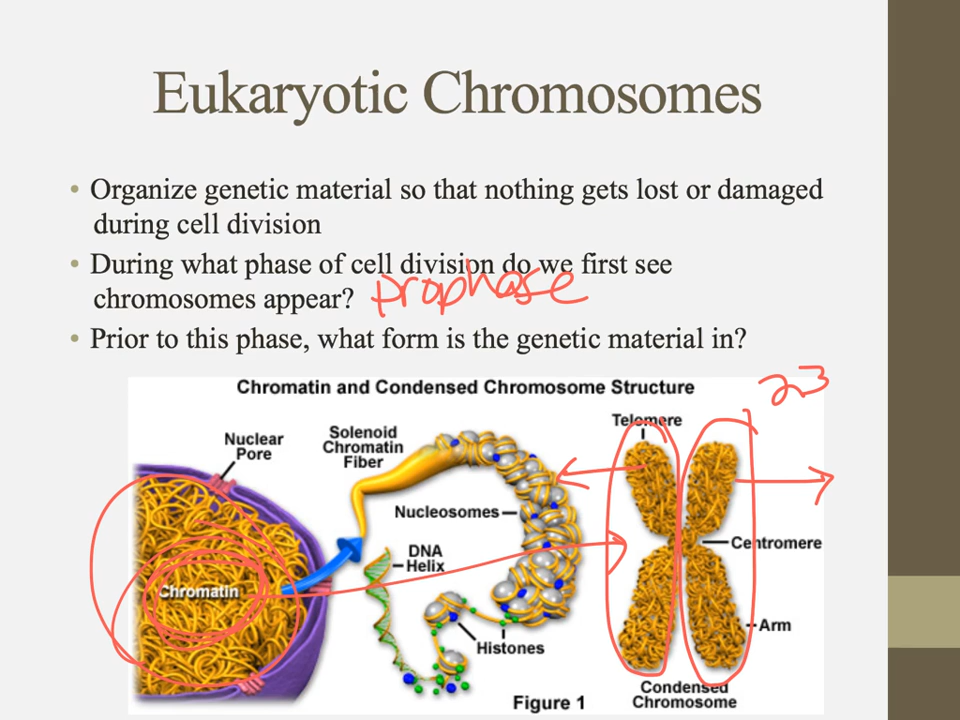 Eukaryotic Chromosomes
• Organize genetic material so that nothing gets lost or damaged
during cell division
• During what phase of cell division do we first see
chromosomes appear? prophase
• Prior to this phase, what form is the genetic material in?
Chromatin and Condensed Chromosome Structure
23
Nuclear
Pore
Solenoid
Chromatin
Fiber
Telomere
Nucleosomes
DNA
Helix
Centromere
Chromatin
Histones
Arm
Condensed
Chromosome
Figure 1